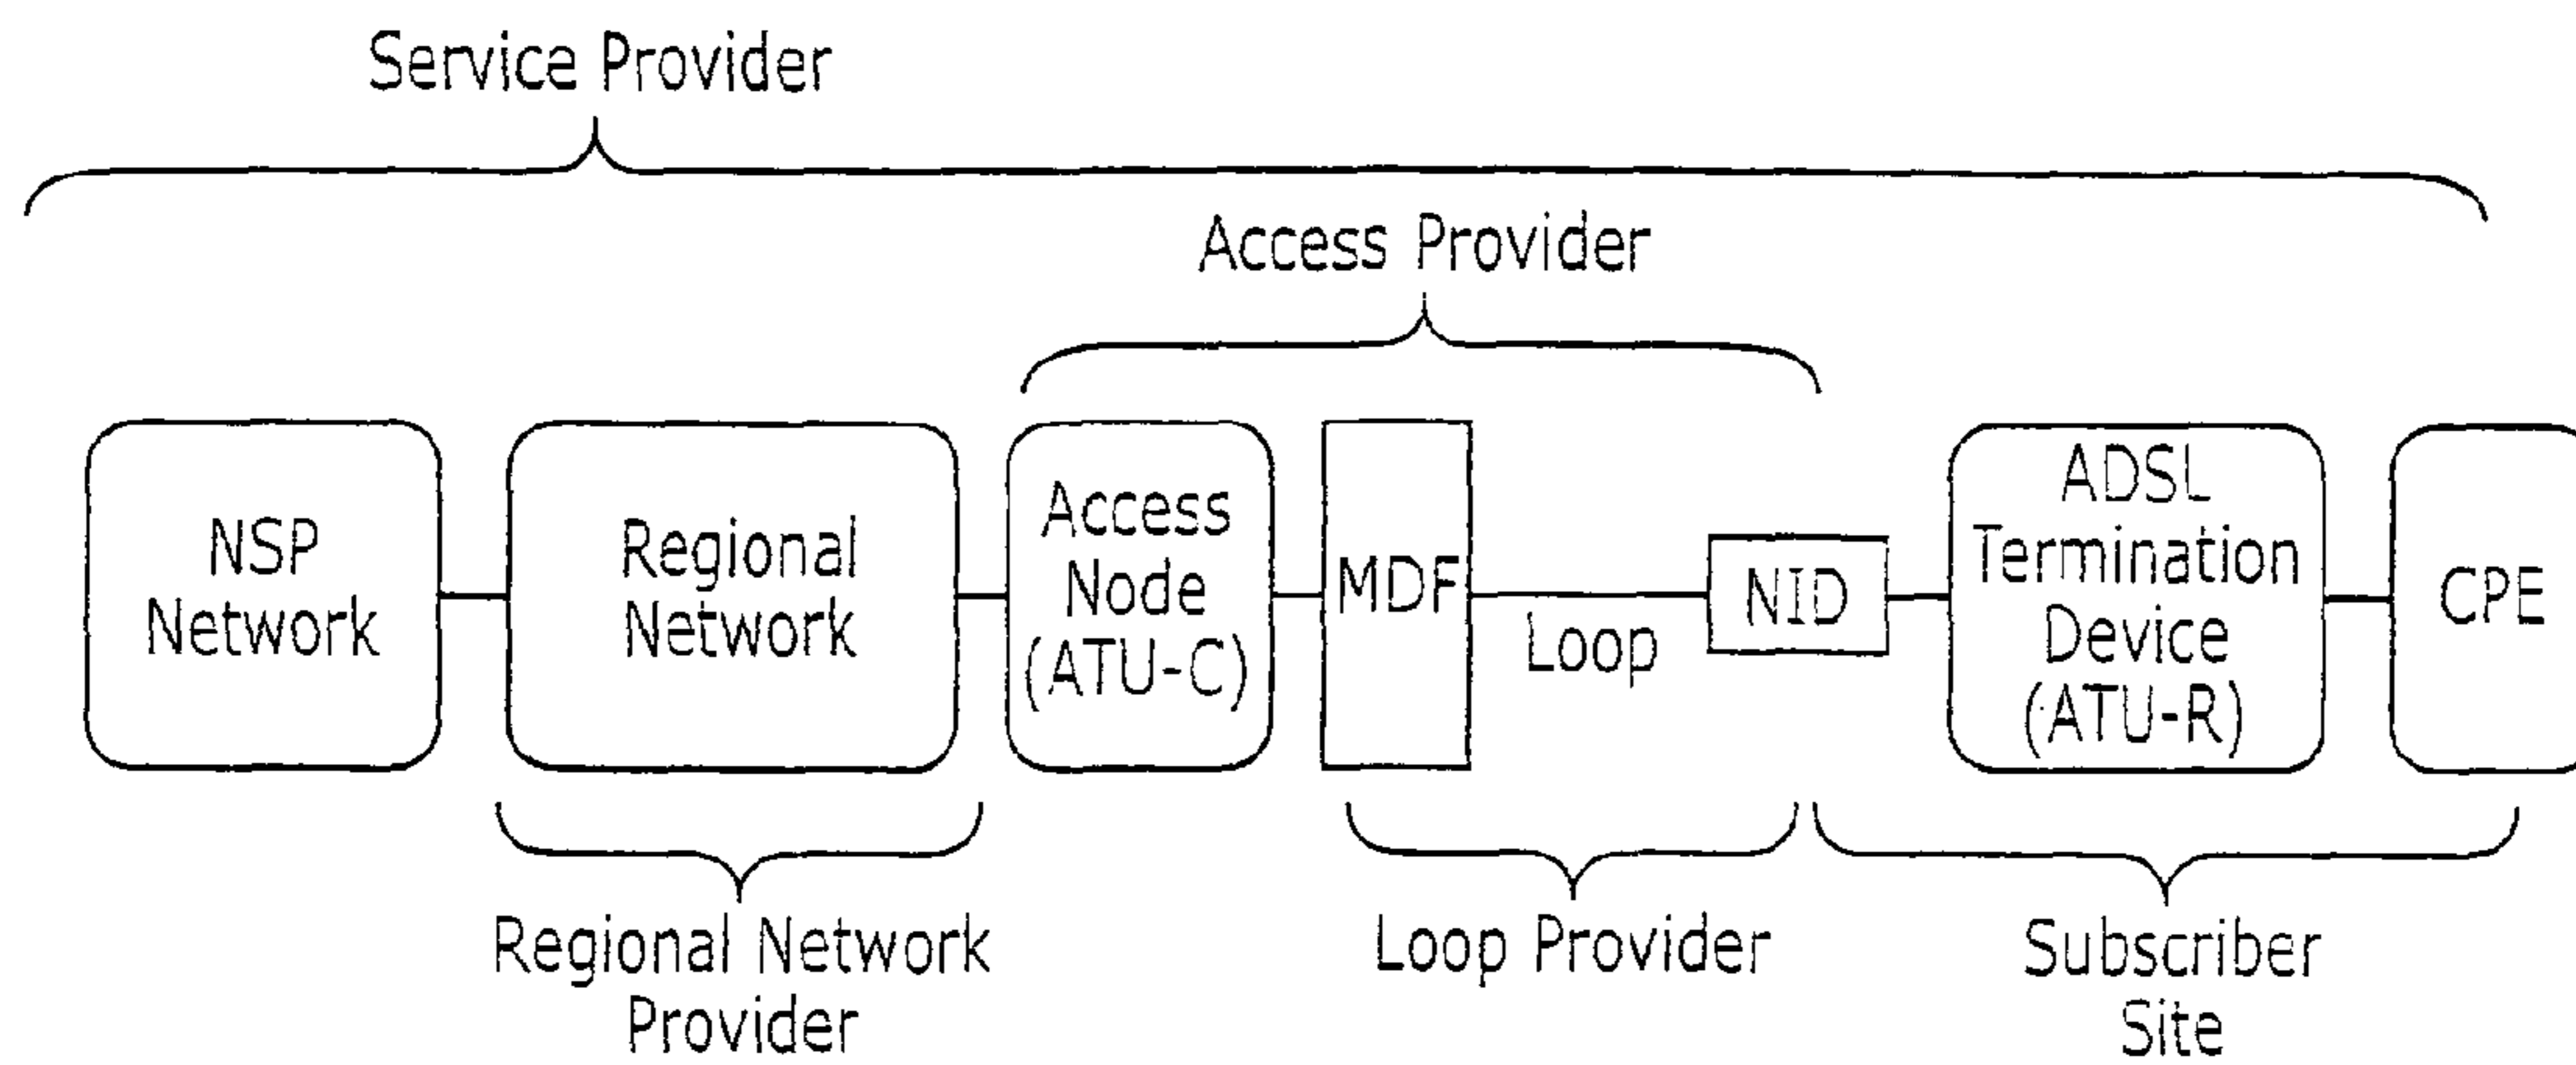 Service Provider
Access Provider
NSP
Network
Regional
Network
Access
Node
(ATU-C)
MDF
Loop
NID
ADSL
Termination
Device
(ATU-R)
CPE
Regional Network
Provider
Loop Provider
Subscriber
Site